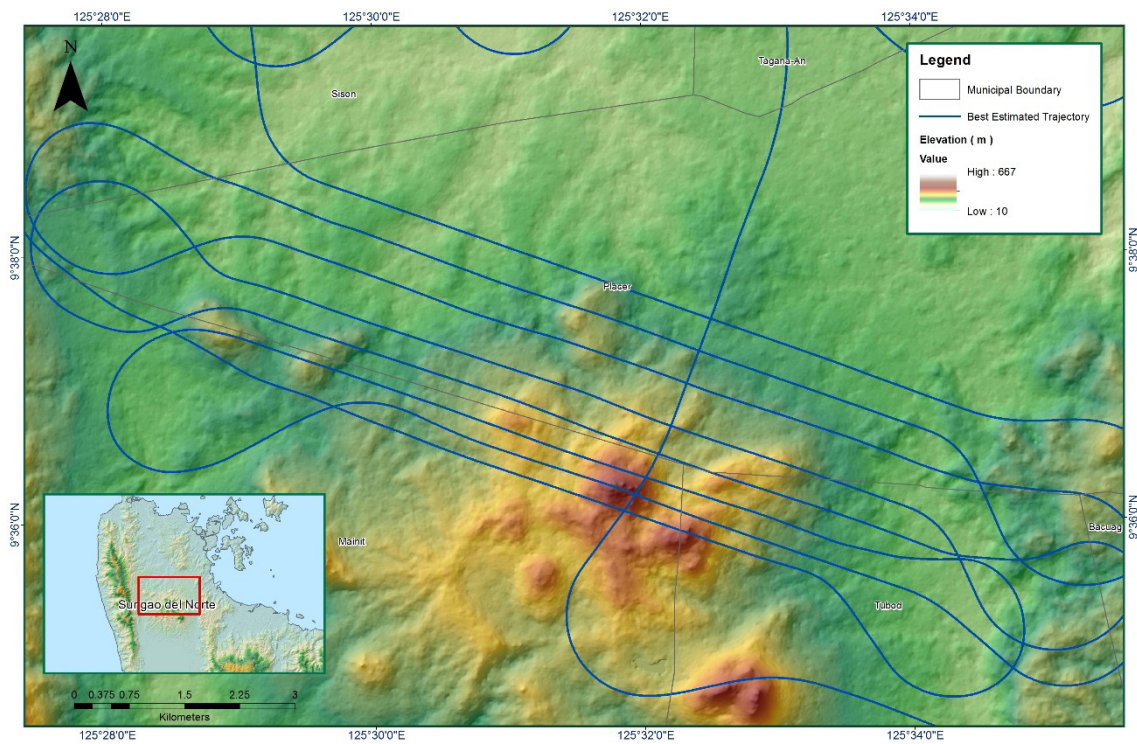 125°28'0"E 125°30'0"E 125°32'0"E 125°34'0"E
N
Sison
Tagana-An
Legend
Municipal Boundary
Best Estimated Trajectory
Elevation ( m )
Value
High : 667
Low : 10
9°38'0"N
9°38'0"N
Placer
9°36'0"N
9°36'0"N
Mainit
Bacuag
Surigao del Norte
Tubod
0 0.375 0.75 1.5 2.25 3
Kilometers
125°28'0"E 125°30'0"E 125°32'0"E 125°34'0"E